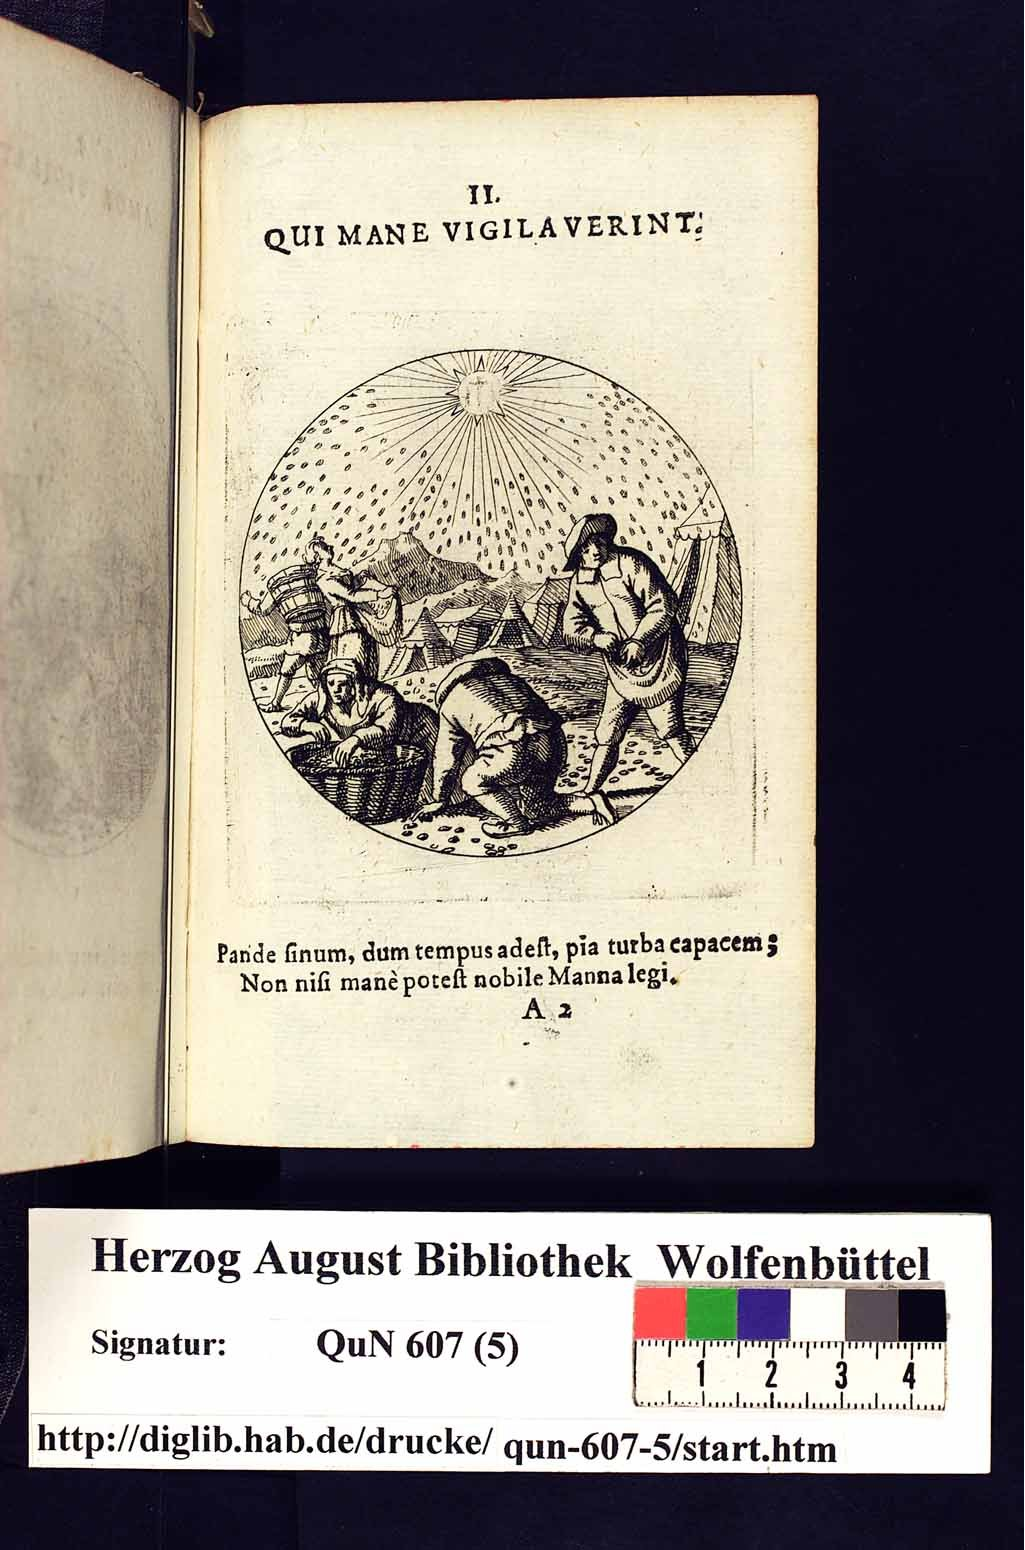 II.
QUI MANE VIGILAVERINT:
Pande ſinum, dum tempus adeſt, pia turba capacem;
Non niſi manè poteſt nobile Manna legi.
A 2
Herzog August Bibliothek Wolfenbüttel
Signatur: QuN 607 (5)
1 2 3 4
http://diglib.hab.de/drucke/ qun-607-5/start.htm